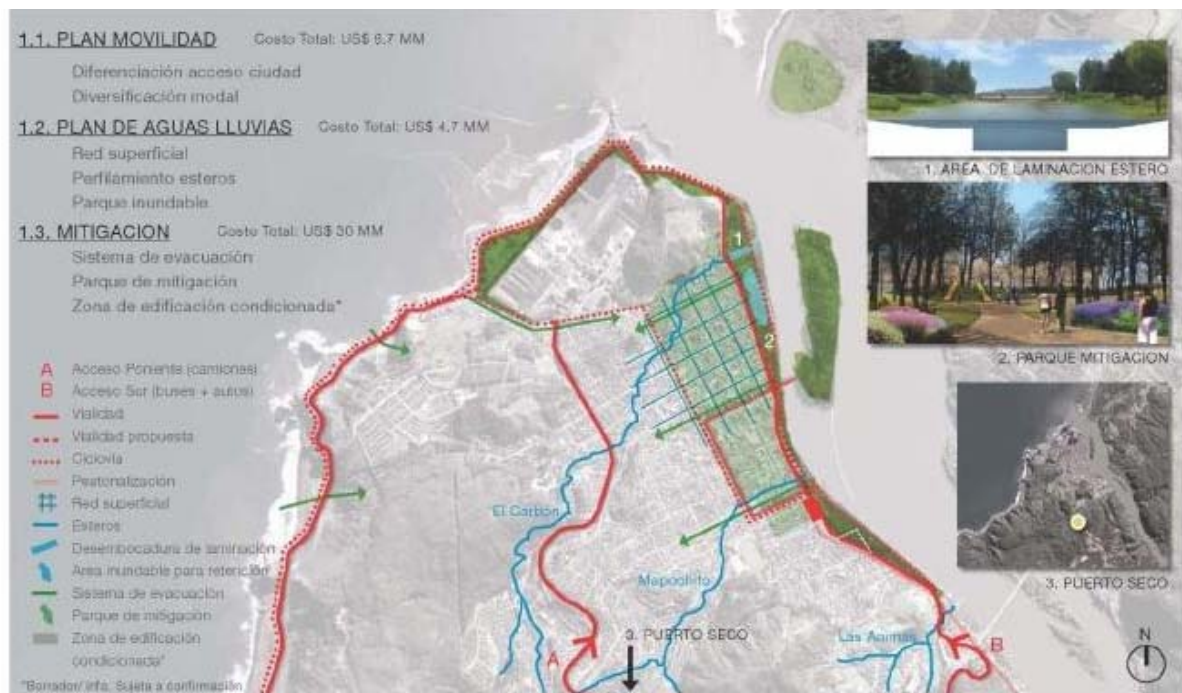 1.1. PLAN MOVILIDAD Costo Total: US$ 6.7 MM
Diferenciación acceso ciudad
Diversificación modal
1.2. PLAN DE AGUAS LLUVIAS Costo Total: US$ 4.7 MM
Red superficial
Perfilamiento esteros
Parque inundable
1.3. MITIGACION Costo Total: US$ 30 MM
Sistema de evacuación
Parque de mitigación
Zona de edificación condicionada*
A Acceso Poniente (camiones)
B Acceso Sur (buses + autos)
Vialidad
Vialidad propuesta
Ciclovía
Peatonalización
Red superficial
Esteros
Desembocadura de laminación
Area inundable para retención
Sistema de evacuación
Parque de mitigación
Zona de edificación
condicionada*
*Borrador/ info. Sujeta a confirmación
1
2
El Carbón
Mapochito
Las Animas
A
B
3. PUERTO SECO
1. AREA DE LAMINACION ESTERO
2. PARQUE MITIGACION
3. PUERTO SECO
N